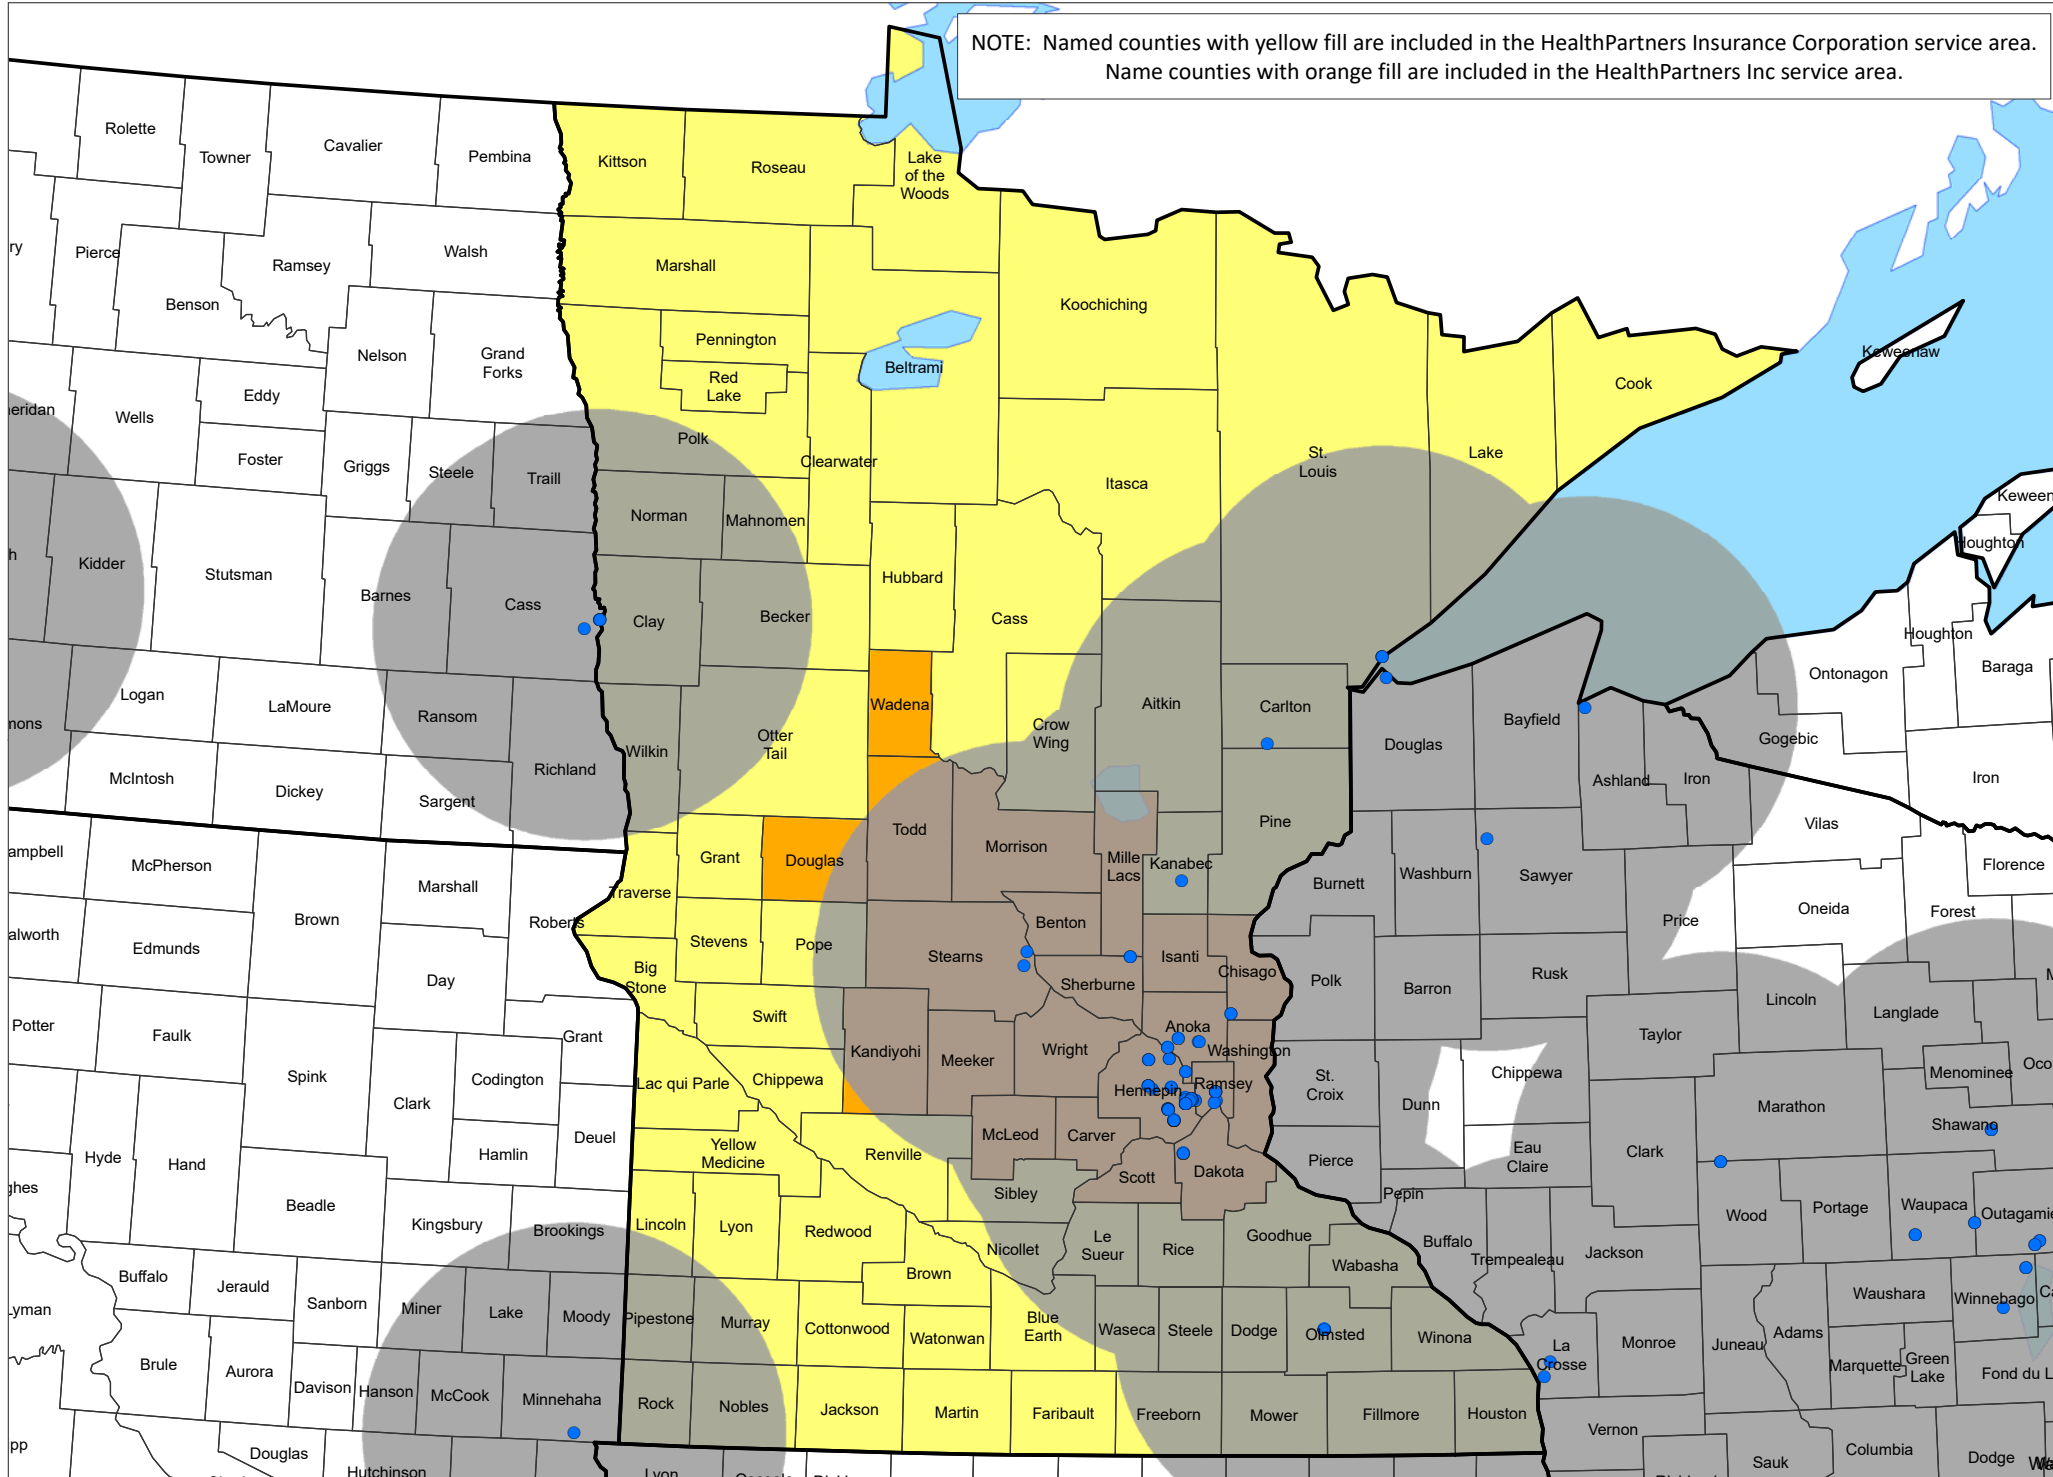 NOTE: Named counties with yellow fill are included in the HealthPartners Insurance Corporation service area.
Name counties with orange fill are included in the HealthPartners Inc service area.
Rolette
Towner
Cavalier
Pembina
Kittson
Roseau
Lake
of the
Woods
ry
Pierce
Ramsey
Walsh
Marshall
Benson
Koochiching
Nelson
Grand
Forks
Pennington
Red
Lake
Beltrami
Keweenaw
Cook
eridan
Wells
Eddy
Foster
Griggs
Steele
Traill
Polk
Clearwater
Itasca
St.
Louis
Lake
Keween
Norman
Mahnomen
h
Kidder
Stutsman
Barnes
Cass
Clay
Becker
Hubbard
Cass
Houghton
Houghton
Baraga
Ontonagon
mons
Logan
LaMoure
Ransom
Richland
Wilkin
Otter
Tail
Wadena
Crow
Wing
Aitkin
Carlton
Douglas
Bayfield
Ashland
Iron
Gogebic
Iron
McIntosh
Dickey
Sargent
Vilas
Florence
ampbell
McPherson
Marshall
Grant
Douglas
Todd
Morrison
Mille
Lacs
Kanabec
Pine
Burnett
Washburn
Sawyer
Price
Oneida
Forest
Traverse
Roberts
alworth
Edmunds
Brown
Day
Stevens
Pope
Stearns
Benton
Isanti
Chisago
Polk
Barron
Rusk
Big
Stone
Sherburne
Lincoln
Langlade
Potter
Faulk
Grant
Swift
Anoka
Washington
Taylor
Kandiyohi
Meeker
Wright
Spink
Clark
Codington
Lac qui Parle
Chippewa
Hennepin
Ramsey
St.
Croix
Dunn
Chippewa
Marathon
Menominee
Oco
Shawano
Hyde
Hand
Hamlin
Deuel
Yellow
Medicine
Renville
McLeod
Carver
Scott
Dakota
Pierce
Eau
Claire
Clark
ghes
Beadle
Kingsbury
Brookings
Lincoln
Lyon
Redwood
Sibley
Nicollet
Le
Sueur
Rice
Goodhue
Wabasha
Pepin
Buffalo
Trempealeau
Jackson
Wood
Portage
Waupaca
Outagamie
Buffalo
Jerauld
Sanborn
Miner
Lake
Moody
Pipestone
Murray
Cottonwood
Brown
Watonwan
Blue
Earth
Waseca
Steele
Dodge
Olmsted
Winona
La
Crosse
Monroe
Juneau
Adams
Waushara
Winnebago
Ca
Marquette
Green
Lake
Fond du L
Lyman
Brule
Aurora
Davison
Hanson
McCook
Minnehaha
Rock
Nobles
Jackson
Martin
Faribault
Freeborn
Mower
Fillmore
Houston
Vernon
Sauk
Columbia
Dodge
pp
Douglas
Hutchinson
Lyon